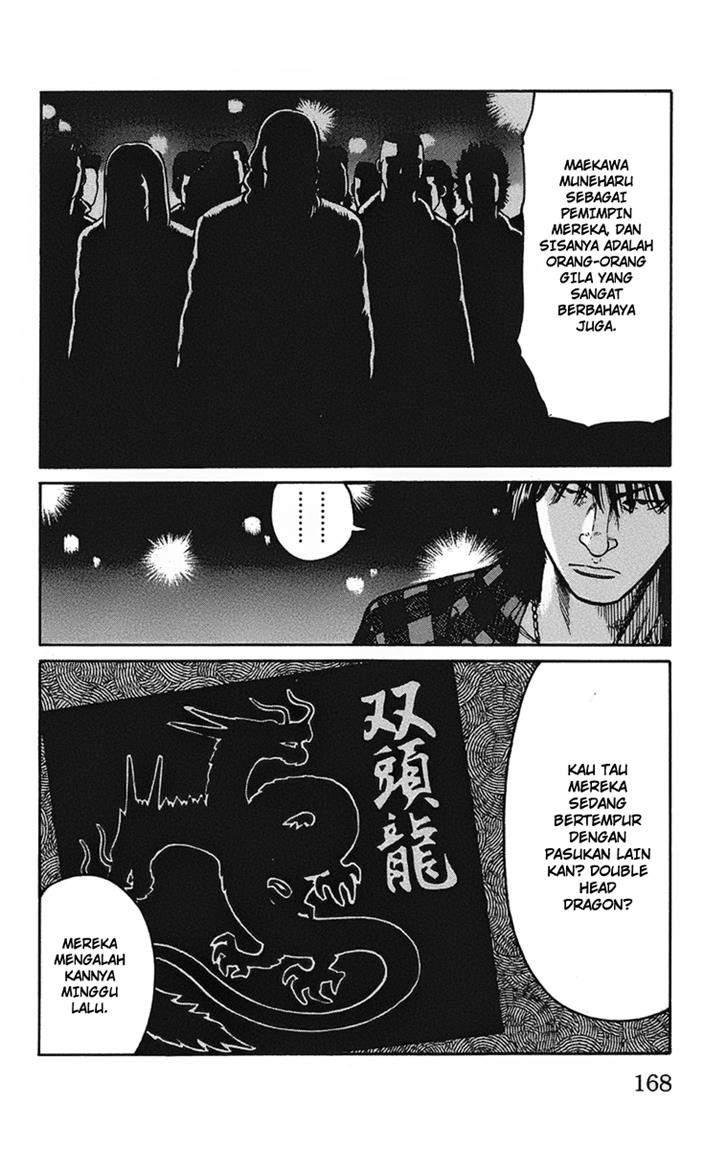 MAEKAWA
MUNEHARU
SEBAGAI
PEMIMPIN
MEREKA, DAN
SISANYA ADALAH
ORANG-ORANG
GILA YANG
SANGAT
BERBAHAYA
JUGA.
双頭龍
KAU TAU
MEREKA
SEDANG
BERTEMPUR
DENGAN
PASUKAN LAIN
KAN? DOUBLE
HEAD
DRAGON?
MEREKA
MENGALAH
KANNYA
MINGGU
LALU.
168